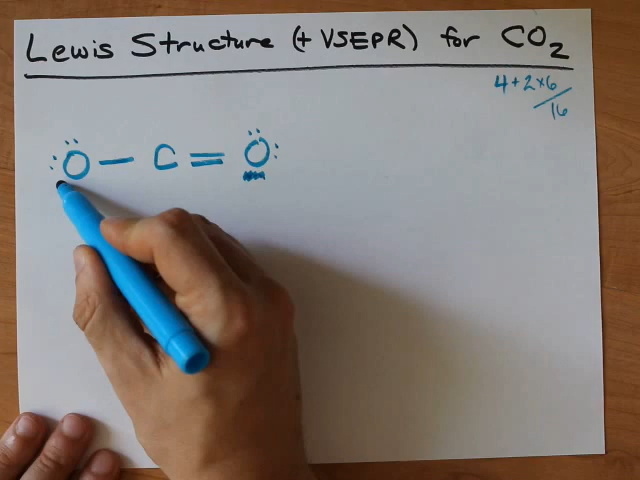 Lewis Structure (+ VSEPR) for CO₂
4+2×6
16
:Ö — C = Ö: